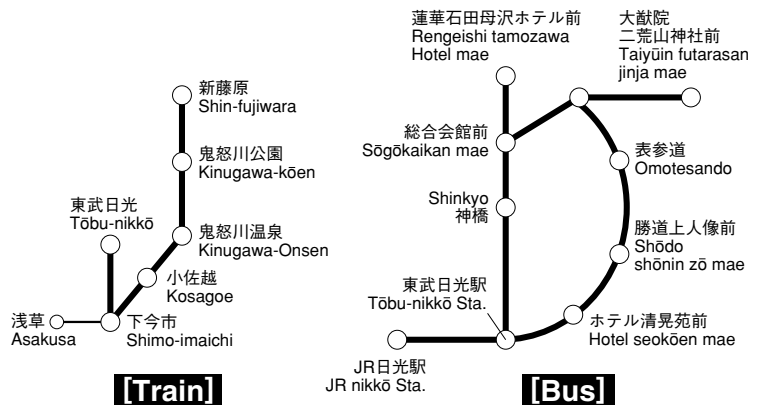 新藤原
Shin-fujiwara
鬼怒川公園
Kinugawa-kōen
東武日光
Tōbu-nikkō
鬼怒川温泉
Kinugawa-Onsen
小佐越
Kosagoe
浅草
Asakusa
下今市
Shimo-imaichi
[Train]
蓮華石田母沢ホテル前
Rengeishi tamozawa
Hotel mae
大猷院
二荒山神社前
Taiyūin futarasan
jinja mae
総合会館前
Sōgōkaikan mae
表参道
Omotesando
Shinkyo
神橋
勝道上人像前
Shōdo
shōnin zō mae
東武日光駅
Tōbu-nikkō Sta.
ホテル清晃苑前
Hotel seokōen mae
JR日光駅
JR nikkō Sta.
[Bus]